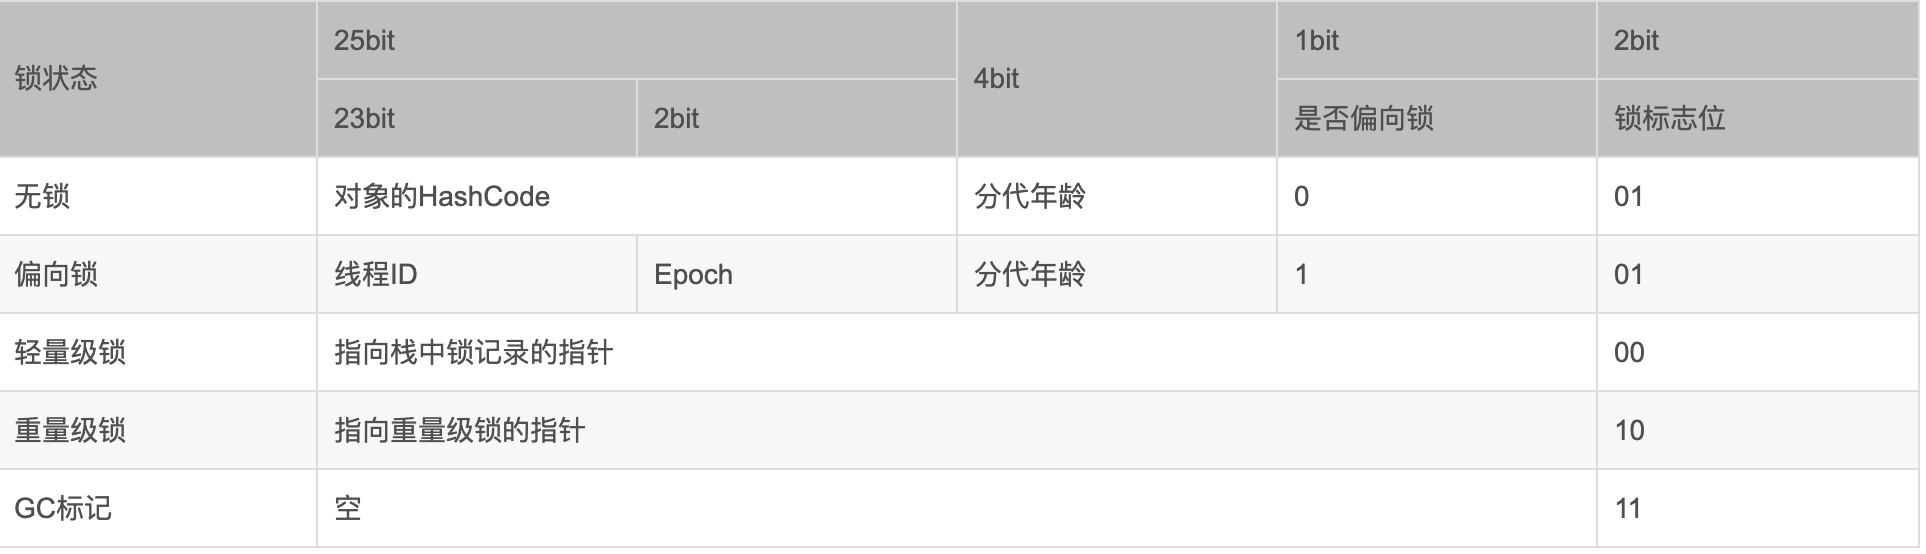 锁状态 25bit 4bit 1bit 2bit
23bit 2bit 是否偏向锁 锁标志位
无锁 对象的HashCode 分代年龄 0 01
偏向锁 线程ID Epoch 分代年龄 1 01
轻量级锁 指向栈中锁记录的指针 00
重量级锁 指向重量级锁的指针 10
GC标记 空 11